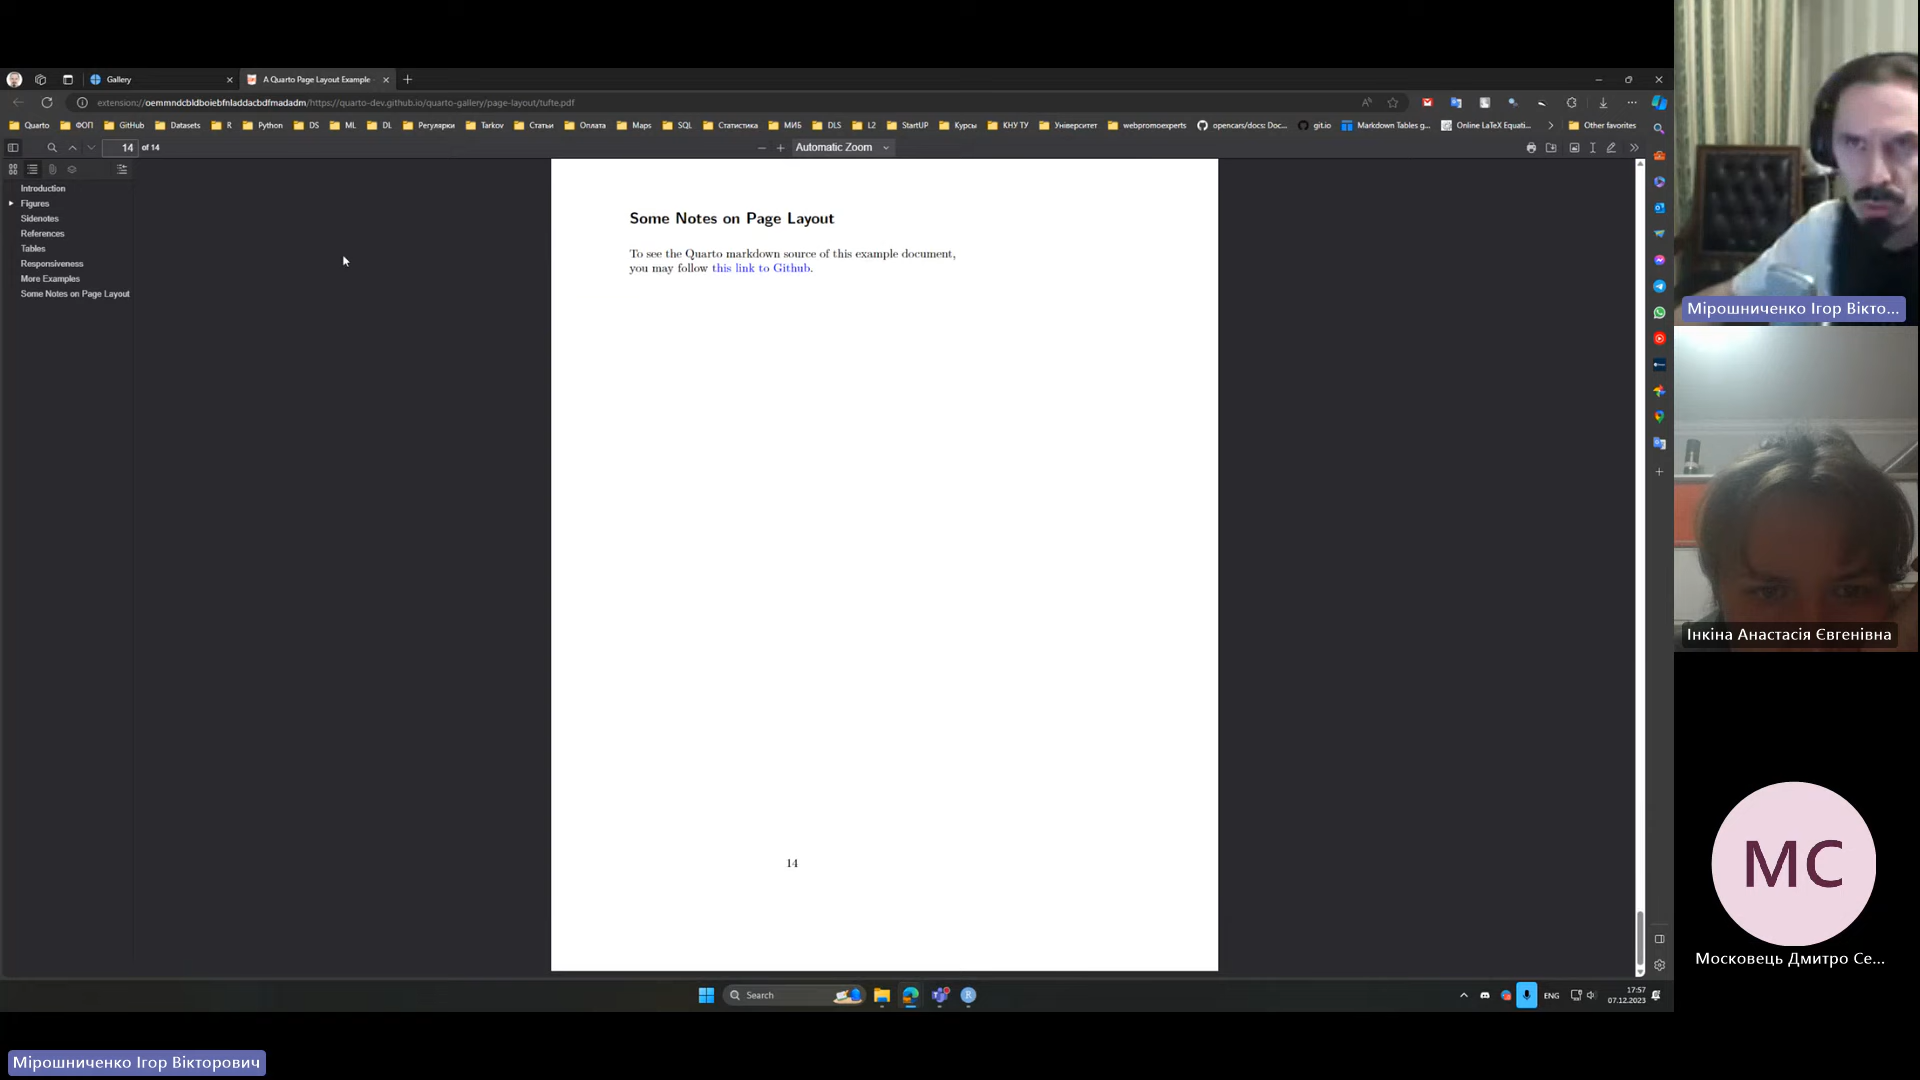 Gallery
A Quarto Page Layout Example
extension://oemmndcbldboiebfnladdacbdfmadadm/https://quarto-dev.github.io/quarto-gallery/page-layout/tufte.pdf
Quarto ФОП GitHub Datasets R Python DS ML DL Регулярки Tarkov Статьи Оплата Maps SQL Статистика МИБ DLS L2 StartUP Курсы КНУ ТУ Університет webpromoexperts opencars/docs: Doc... git.io Markdown Tables g... Online LaTeX Equati... Other favorites
14 of 14
Automatic Zoom
Introduction
Figures
Sidenotes
References
Tables
Responsiveness
More Examples
Some Notes on Page Layout
Some Notes on Page Layout
To see the Quarto markdown source of this example document,
you may follow this link to Github.
14
Search
ENG
17:57
07.12.2023
Мірошниченко Ігор Вікто...
Інкіна Анастасія Євгенівна
МС
Московець Дмитро Се...
Мірошниченко Ігор Вікторович